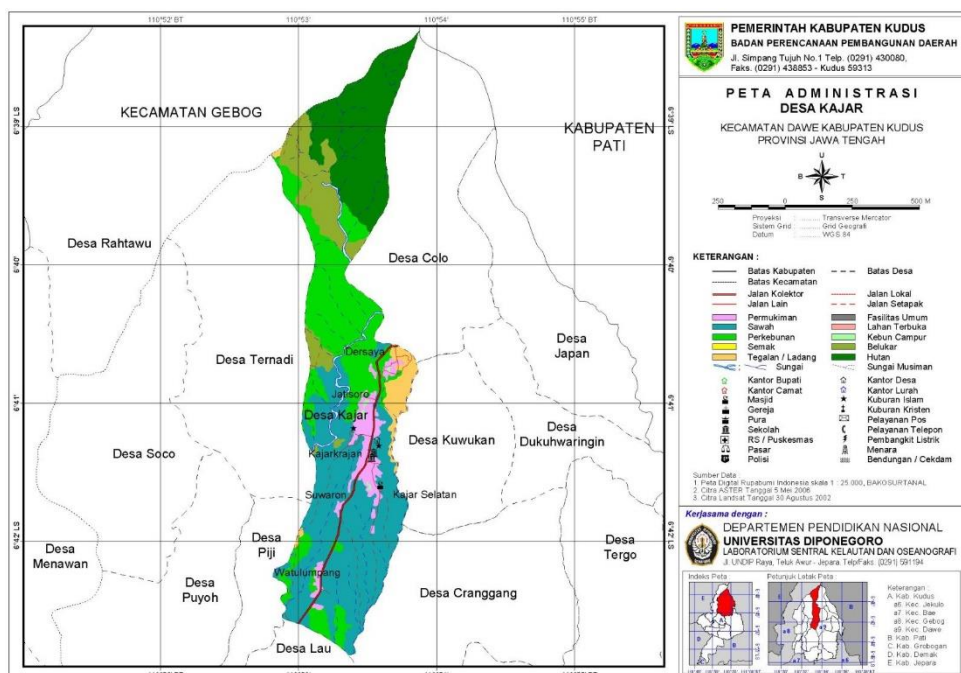 110°52' BT
110°53'
110°54'
110°55' BT
KECAMATAN GEBOG
KABUPATEN
PATI
Desa Rahtawu
Desa Colo
Desa Ternadi
Dersaya
Desa
Japan
Jatisoro
Desa Kajar
Desa Kuwukan
Desa
Dukuhwaringin
Desa Soco
Kajarkrajan
Suwaron
Kajar Selatan
Desa
Menawan
Desa
Piji
Desa
Tergo
Watulumpang
Desa
Puyoh
Desa Cranggang
Desa Lau
6°39' LS
6°40'
6°41'
6°42' LS
PEMERINTAH KABUPATEN KUDUS
BADAN PERENCANAAN PEMBANGUNAN DAERAH
Jl. Simpang Tujuh No.1 Telp. (0291) 430080,
Faks. (0291) 438853 - Kudus 59313
PETA ADMINISTRASI
DESA KAJAR
KECAMATAN DAWE KABUPATEN KUDUS
PROVINSI JAWA TENGAH
U
B T
S
250 0 250 500 M
Proyeksi : Transverse Mercator
Sistem Grid : Grid Geografi
Datum : WGS 84
KETERANGAN :
Batas Kabupaten
Batas Desa
Batas Kecamatan
Jalan Kolektor
Jalan Lokal
Jalan Lain
Jalan Setapak
Permukiman
Fasilitas Umum
Sawah
Lahan Terbuka
Perkebunan
Kebun Campur
Semak
Belukar
Tegalan / Ladang
Hutan
: Sungai
Sungai Musiman
Kantor Bupati
Kantor Desa
Kantor Camat
Kantor Lurah
Masjid
Kuburan Islam
Gereja
Kuburan Kristen
Pura
Pelayanan Pos
Sekolah
Pelayanan Telepon
RS / Puskesmas
Pembangkit Listrik
Pasar
Menara
Polisi
Bendungan / Cekdam
Sumber Data :
1. Peta Digital Rupabumi Indonesia skala 1 : 25.000, BAKOSURTANAL
2. Citra ASTER Tanggal 5 Mei 2006
3. Citra Landsat Tanggal 30 Agustus 2002
Kerjasama dengan :
DEPARTEMEN PENDIDIKAN NASIONAL
UNIVERSITAS DIPONEGORO
LABORATORIUM SENTRAL KELAUTAN DAN OSEANOGRAFI
Jl. UNDIP Raya, Teluk Awur - Jepara, Telp/Faks. (0291) 591194
Indeks Peta
Petunjuk Letak Peta :
Keterangan :
A. Kab. Kudus
a6. Kec. Jekulo
a7. Kec. Bae
a8. Kec. Gebog
a9. Kec. Dawe
B. Kab. Pati
C. Kab. Grobogan
D. Kab. Demak
E. Kab. Jepara